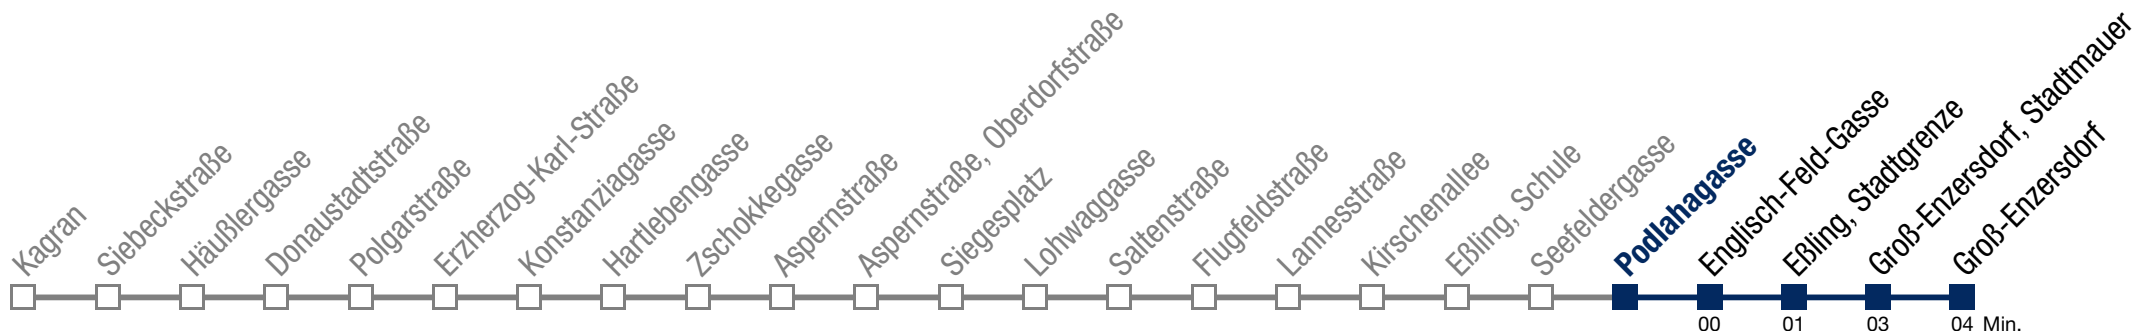 Kagran
Siebeckstraße
Häußlergasse
Donaustadtstraße
Polgarstraße
Erzherzog-Karl-Straße
Konstanziagasse
Hartlebengasse
Zschokkegasse
Aspernstraße
Aspernstraße, Oberdorfstraße
Siegesplatz
Lohwaggasse
Saltenstraße
Flugfeldstraße
Lannesstraße
Kirschenallee
Eßling, Schule
Seefeldergasse
Podlahagasse
Englisch-Feld-Gasse
Eßling, Stadtgrenze
Groß-Enzersdorf, Stadtmauer
Groß-Enzersdorf
00 01 03 04 Min.